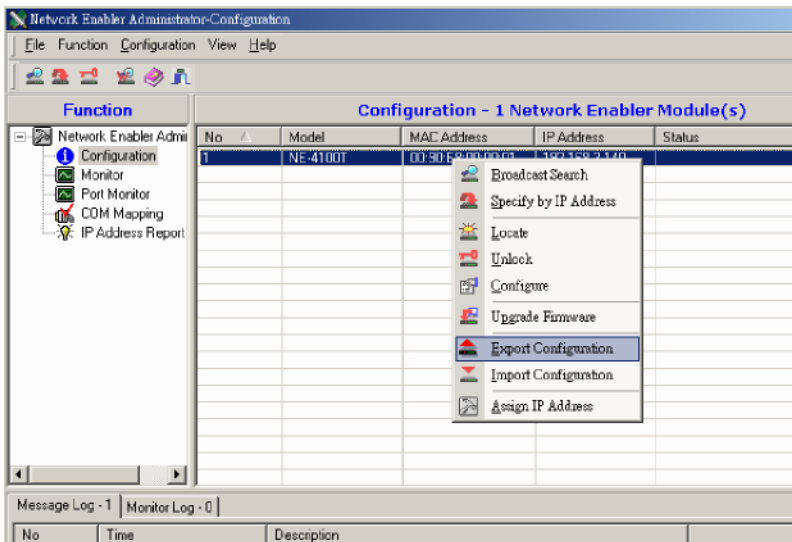 Network Enabler Administrator-Configuration
File Function Configuration View Help
Function
Configuration - 1 Network Enabler Module(s)
Network Enabler Admi
Configuration
Monitor
Port Monitor
COM Mapping
IP Address Report
No Model MAC Address IP Address Status
1 NE-4100T
Broadcast Search
Specify by IP Address
Locate
Unlock
Configure
Upgrade Firmware
Export Configuration
Import Configuration
Assign IP Address
Message Log - 1 Monitor Log - 0
No Time Description